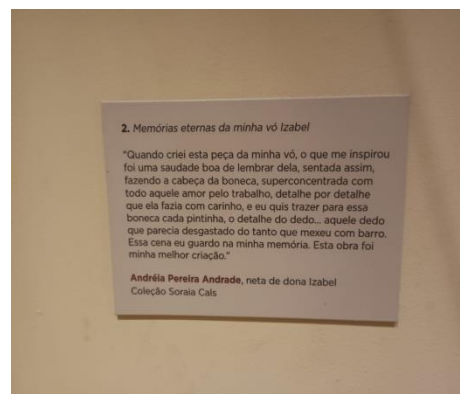 2. Memórias eternas da minha vó Izabel
"Quando criei esta peça da minha vó, o que me inspirou
foi uma saudade boa de lembrar dela, sentada assim,
fazendo a cabeça da boneca, superconcentrada com
todo aquele amor pelo trabalho, detalhe por detalhe
que ela fazia com carinho, e eu quis trazer para essa
boneca cada pintinha, o detalhe do dedo... aquele dedo
que parecia desgastado do tanto que mexeu com barro.
Essa cena eu guardo na minha memória. Esta obra foi
minha melhor criação."
Andréia Pereira Andrade, neta de dona Izabel
Coleção Soraia Cals